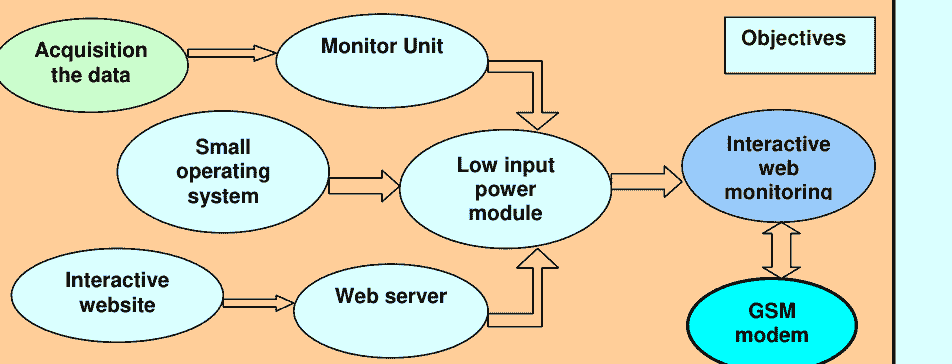 Acquisition
the data
Monitor Unit
Objectives
Small
operating
system
Low input
power
module
Interactive
web
monitoring
Interactive
website
Web server
GSM
modem